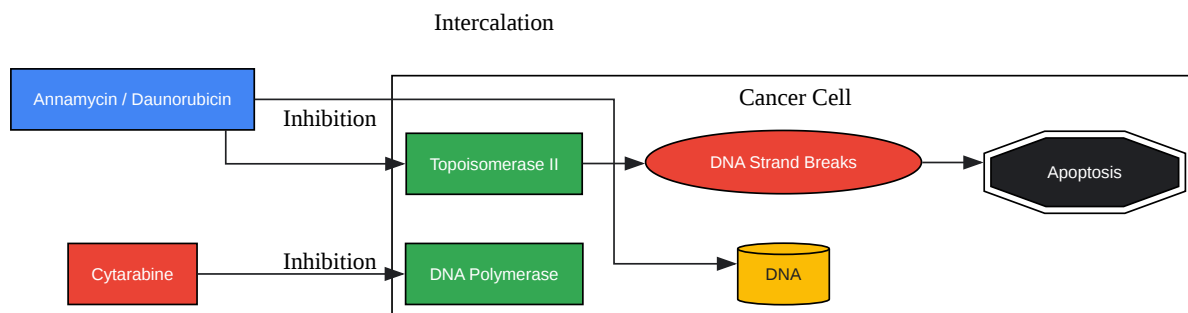 Intercalation
Annamycin / Daunorubicin
Cancer Cell
Inhibition
Topoisomerase II
DNA Strand Breaks
Apoptosis
Cytarabine
Inhibition
DNA Polymerase
DNA